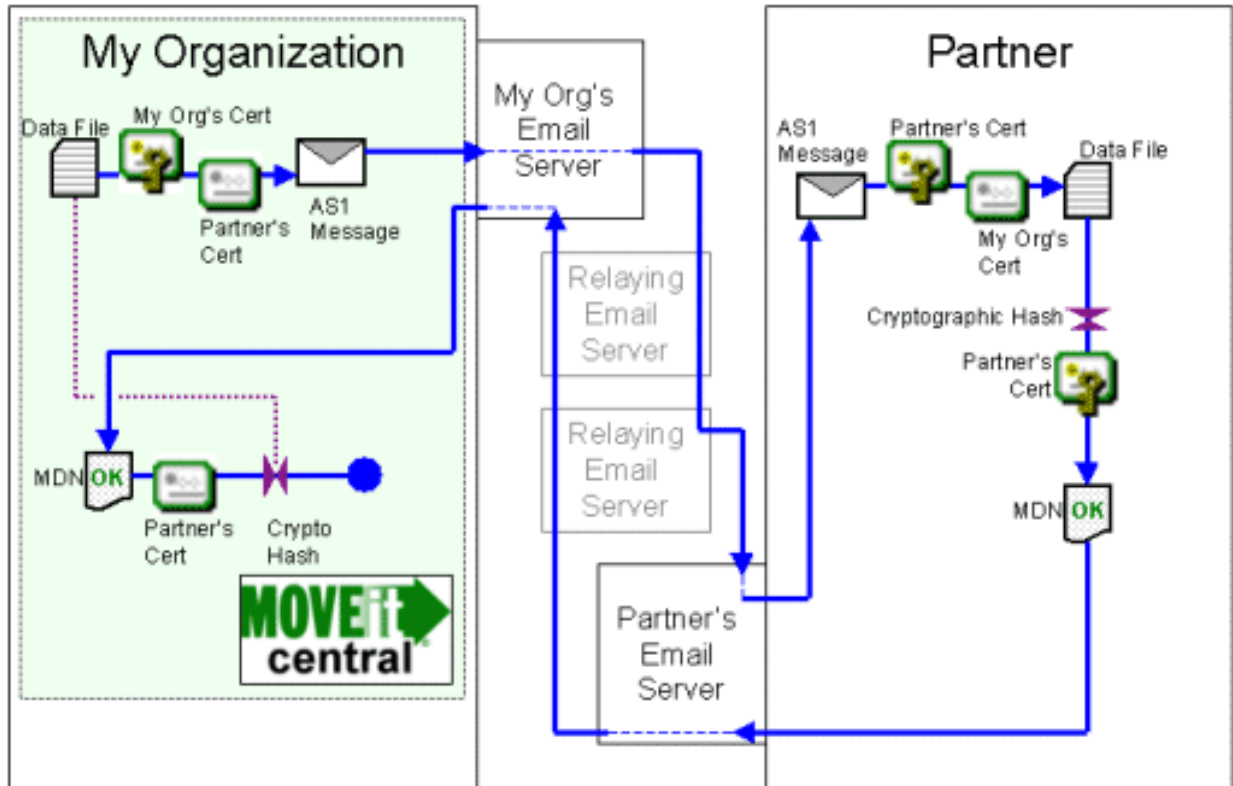 My Organization
Data File
My Org's Cert
Partner's
Cert
AS1
Message
MDN
OK
Partner's
Cert
Crypto
Hash
MOVEit
central
My Org's
Email
Server
Relaying
Email
Server
Relaying
Email
Server
Partner's
Email
Server
Partner
AS1
Message
Partner's Cert
Data File
My Org's
Cert
Cryptographic Hash
Partner's
Cert
MDN
OK